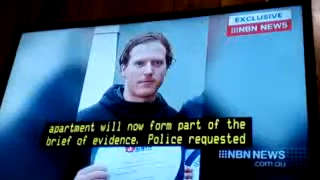 EXCLUSIVE
NBN NEWS
apartment will now form part of the
brief of evidence. Police requested
NBN NEWS
.com.au